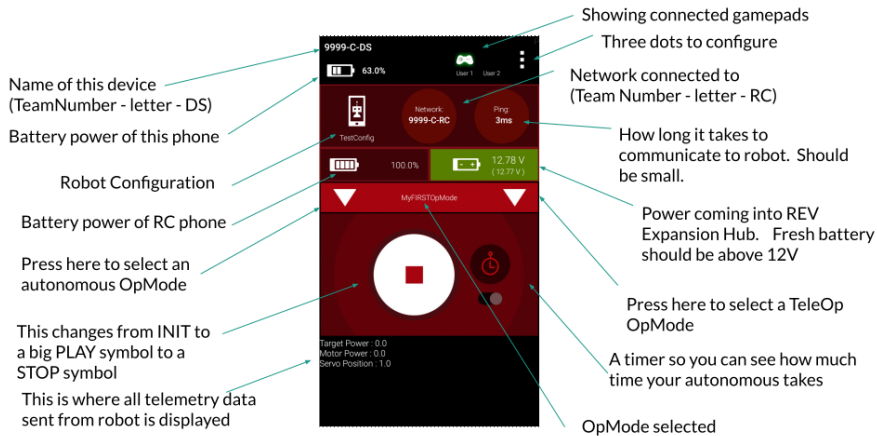 Showing connected gamepads
Three dots to configure
Name of this device
(TeamNumber - letter - DS)
Network connected to
(Team Number - letter - RC)
Battery power of this phone
How long it takes to
communicate to robot.  Should
be small.
Robot Configuration
Battery power of RC phone
Power coming into REV
Expansion Hub.   Fresh battery
should be above 12V
Press here to select an
autonomous OpMode
Press here to select a TeleOp
OpMode
This changes from INIT to
a big PLAY symbol to a
STOP symbol
A timer so you can see how much
time your autonomous takes
This is where all telemetry data
sent from robot is displayed
OpMode selected
9999-C-DS
63.0%
User 1
User 2
TestConfig
Network:
9999-C-RC
Ping:
3ms
100.0%
12.78 V
( 12.77 V )
MyFIRSTOpMode
Target Power : 0.0
Motor Power : 0.0
Servo Position : 1.0